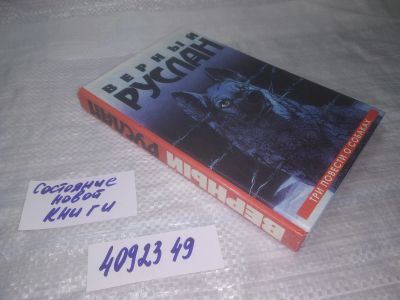 ВЕРНЫЙ
РУСЛАН
ТРИ ПОВЕСТИ О СОБАКАХ
ВЕРНЫЙ РУСЛАН
Состояние
новой
книги
4092349